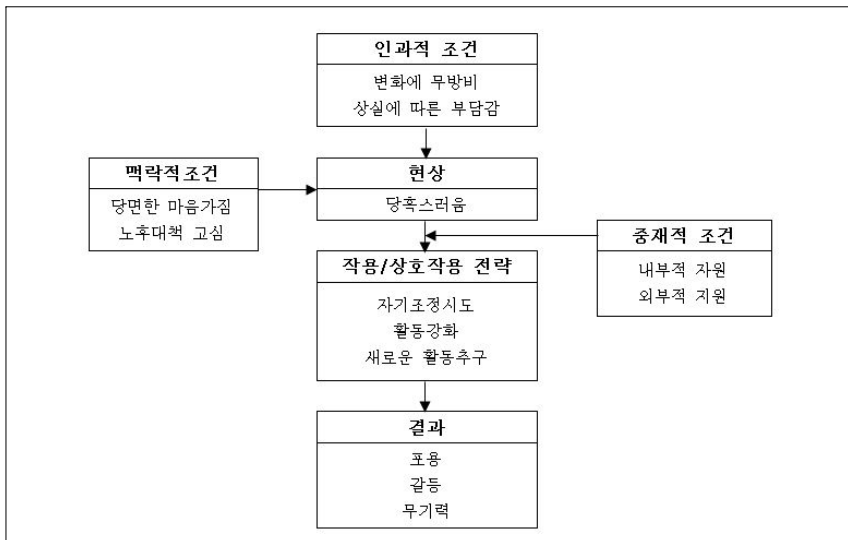 인과적 조건
변화에 무방비
상실에 따른 부담감
맥락적조건
당면한 마음가짐
노후대책 고심
현상
당혹스러움
중재적 조건
내부적 자원
외부적 지원
작용/상호작용 전략
자기조정시도
활동강화
새로운 활동추구
결과
포용
갈등
무기력